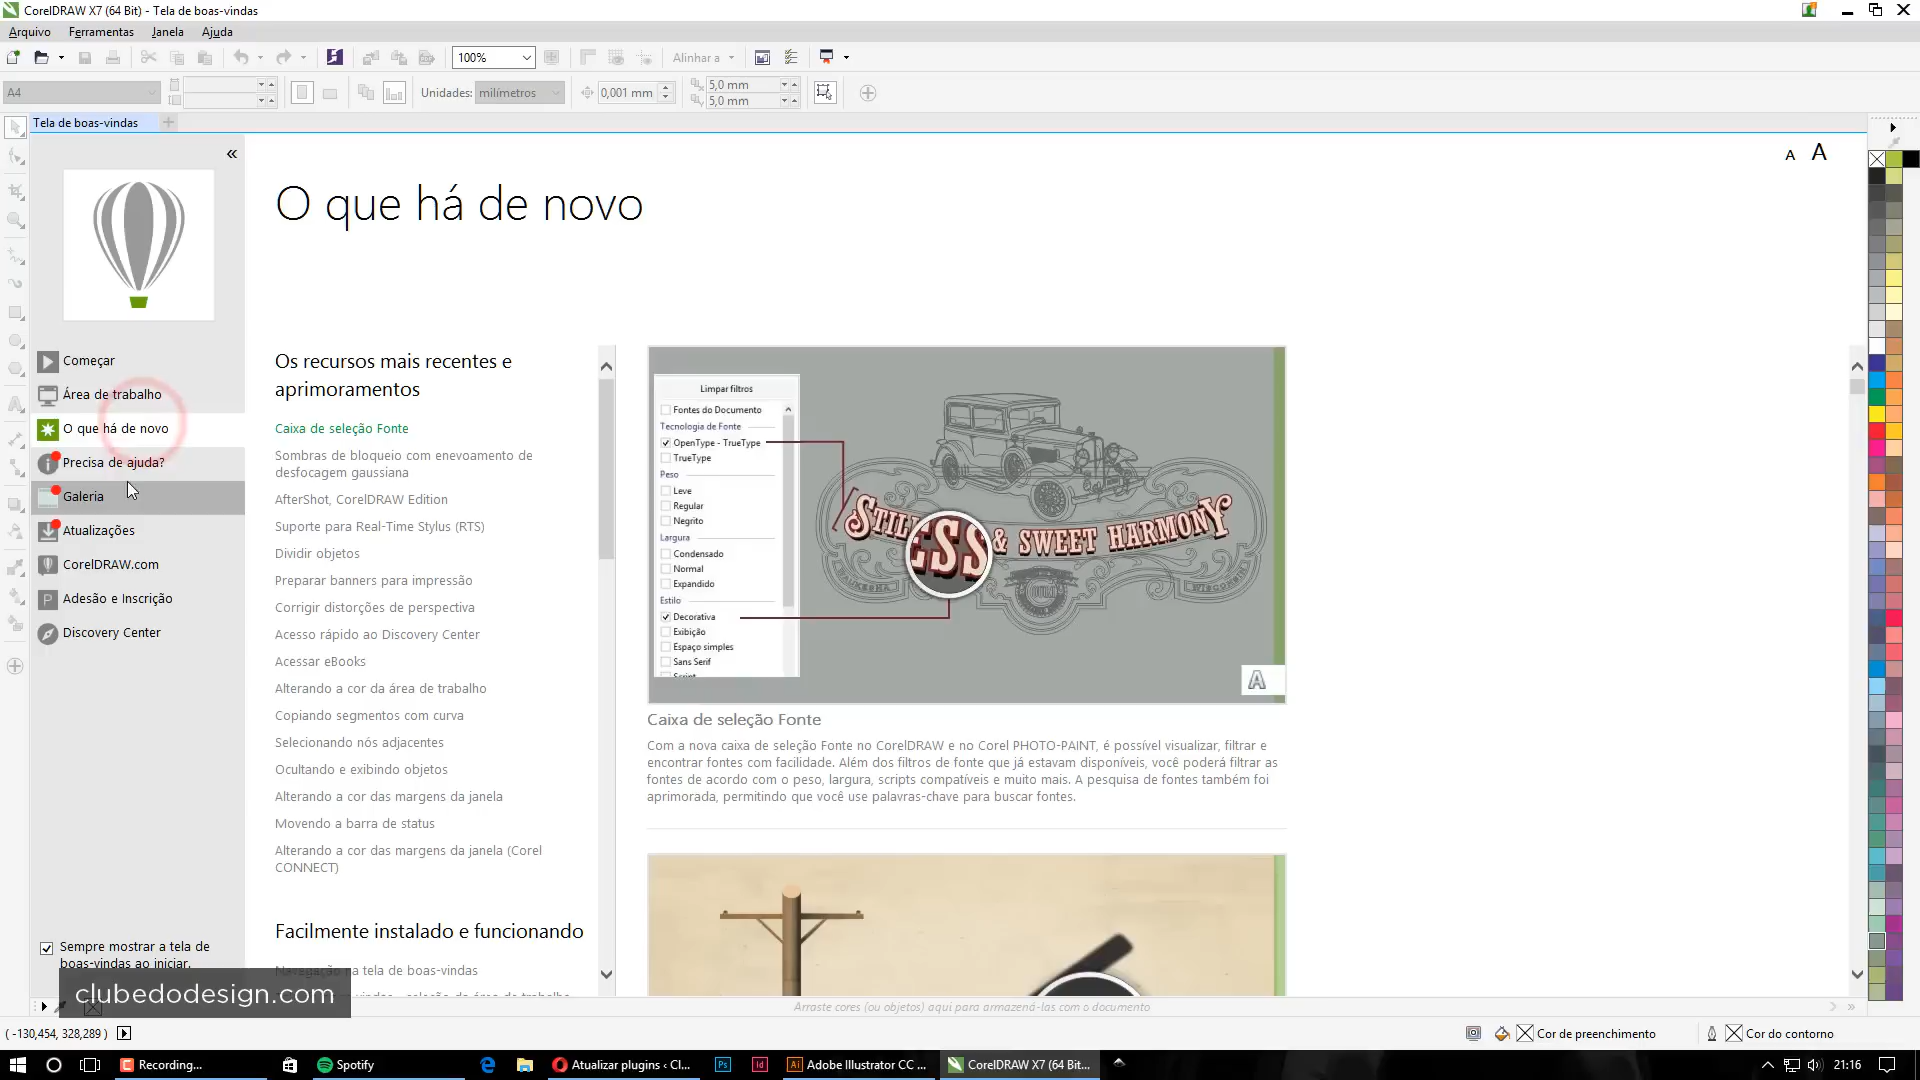 CorelDRAW X7 (64 Bit) - Tela de boas-vindas
Arquivo Ferramentas Janela Ajuda
100% Alinhar a
A4 Unidades: milímetros 0,001 mm 5,0 mm
5,0 mm
Tela de boas-vindas
A A
O que há de novo
Começar
Área de trabalho
O que há de novo
Precisa de ajuda?
Galeria
Atualizações
CorelDRAW.com
Adesão e Inscrição
Discovery Center
Sempre mostrar a tela de
boas-vindas ao iniciar.
Os recursos mais recentes e
aprimoramentos
Caixa de seleção Fonte
Sombras de bloqueio com enevoamento de
desfocagem gaussiana
AfterShot, CorelDRAW Edition
Suporte para Real-Time Stylus (RTS)
Dividir objetos
Preparar banners para impressão
Corrigir distorções de perspectiva
Acesso rápido ao Discovery Center
Acessar eBooks
Alterando a cor da área de trabalho
Copiando segmentos com curva
Selecionando nós adjacentes
Ocultando e exibindo objetos
Alterando a cor das margens da janela
Movendo a barra de status
Alterando a cor das margens da janela (Corel
CONNECT)
Facilmente instalado e funcionando
Navegação na tela de boas-vindas
Limpar filtros
Fontes do Documento
Tecnologia de Fonte
OpenType - TrueType
TrueType
Peso
Leve
Regular
Negrito
Largura
Condensado
Normal
Expandido
Estilo
Decorativa
Exibição
Espaço simples
Sans Serif
Script
STILL ESS & SWEET HARMONY
WAUKESHA WISCONSIN
A
Caixa de seleção Fonte
Com a nova caixa de seleção Fonte no CorelDRAW e no Corel PHOTO-PAINT, é possível visualizar, filtrar e
encontrar fontes com facilidade. Além dos filtros de fonte que já estavam disponíveis, você poderá filtrar as
fontes de acordo com o peso, largura, scripts compatíveis e muito mais. A pesquisa de fontes também foi
aprimorada, permitindo que você use palavras-chave para buscar fontes.
clubedodesign.com
Arraste cores (ou objetos) aqui para armazená-las com o documento
( -130,454, 328,289 ) Cor de preenchimento Cor do contorno
Recording... Spotify Atualizar plugins ‹ Cl... Ps Id Ai Adobe Illustrator CC ... CorelDRAW X7 (64 Bit... 21:16